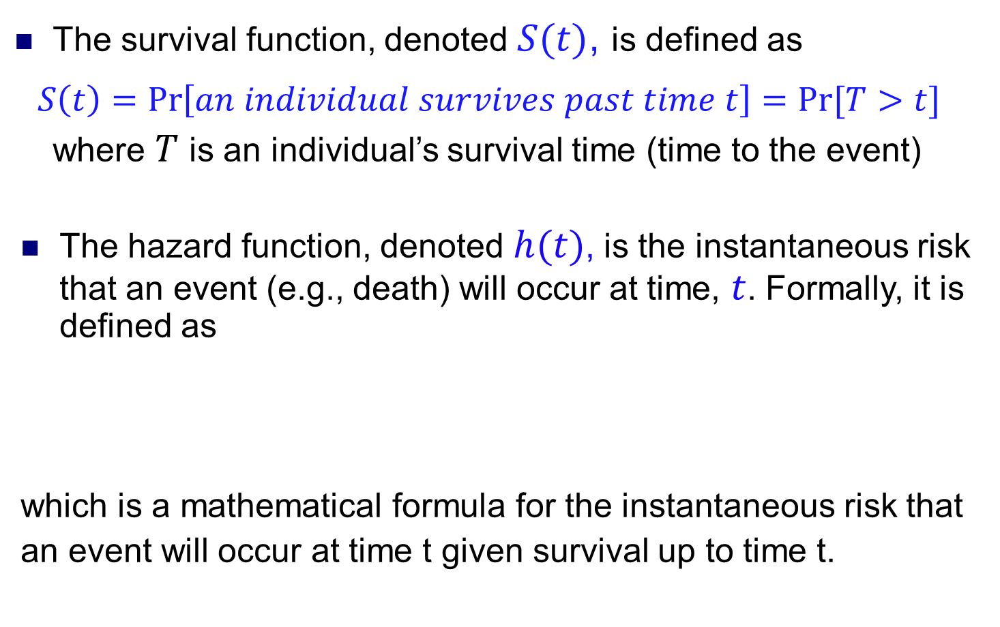 ■ The survival function, denoted S(t), is defined as
S(t) = Pr[an individual survives past time t] = Pr[T > t]
where T is an individual’s survival time (time to the event)
■ The hazard function, denoted h(t), is the instantaneous risk
that an event (e.g., death) will occur at time, t. Formally, it is
defined as
which is a mathematical formula for the instantaneous risk that
an event will occur at time t given survival up to time t.